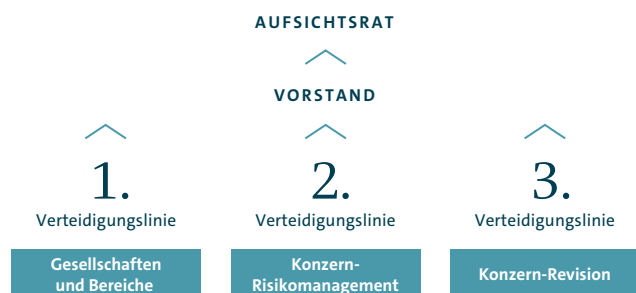 AUFSICHTSRAT
VORSTAND
1.
Verteidigungslinie
Gesellschaften
und Bereiche
2.
Verteidigungslinie
Konzern-
Risikomanagement
3.
Verteidigungslinie
Konzern-Revision